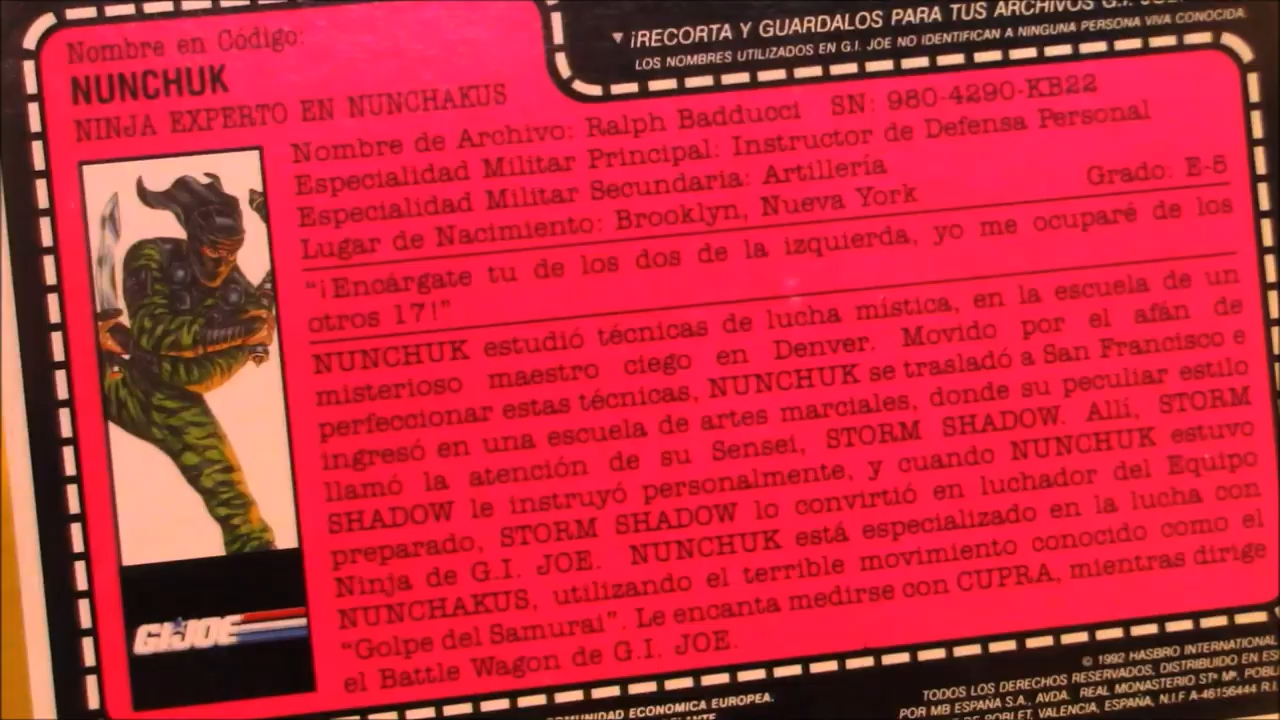 Nombre en Código:
NUNCHUK
NINJA EXPERTO EN NUNCHAKUS
▼ ¡RECORTA Y GUARDALOS PARA TUS ARCHIVOS G.I. JOE
LOS NOMBRES UTILIZADOS EN G.I. JOE NO IDENTIFICAN A NINGUNA PERSONA VIVA CONOCIDA
Nombre de Archivo: Ralph Badducci SN: 980-4290-KB22
Especialidad Militar Principal: Instructor de Defensa Personal
Especialidad Militar Secundaria: Artillería
Lugar de Nacimiento: Brooklyn, Nueva York Grado: E-5
“¡Encárgate tu de los dos de la izquierda, yo me ocuparé de los
otros 17!”
NUNCHUK estudió técnicas de lucha mística, en la escuela de un
misterioso maestro ciego en Denver. Movido por el afán de
perfeccionar estas técnicas, NUNCHUK se trasladó a San Francisco e
ingresó en una escuela de artes marciales, donde su peculiar estilo
llamó la atención de su Sensei, STORM SHADOW. Allí, STORM
SHADOW le instruyó personalmente, y cuando NUNCHUK estuvo
preparado, STORM SHADOW lo convirtió en luchador del Equipo
Ninja de G.I. JOE. NUNCHUK está especializado en la lucha con
NUNCHAKUS, utilizando el terrible movimiento conocido como el
“Golpe del Samurai”. Le encanta medirse con CUPRA, mientras dirige
el Battle Wagon de G.I. JOE.
GI JOE
© 1992 HASBRO INTERNATIONAL
TODOS LOS DERECHOS RESERVADOS, DISTRIBUIDO EN ES
POR MB ESPAÑA S.A., AVDA. REAL MONASTERIO Sta Mª, POBL
DE POBLET, VALENCIA, ESPAÑA, N.I.F A-46156444 R.I.
OMUNIDAD ECONOMICA EUROPEA.